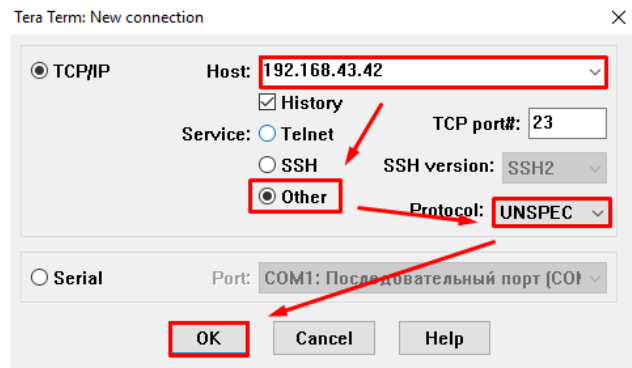 Tera Term: New connection
TCP/IP Host: 192.168.43.42
History
Service: Telnet TCP port#: 23
SSH SSH version: SSH2
Other Protocol: UNSPEC
Serial Port: COM1: Последовательный порт (COM
OK Cancel Help